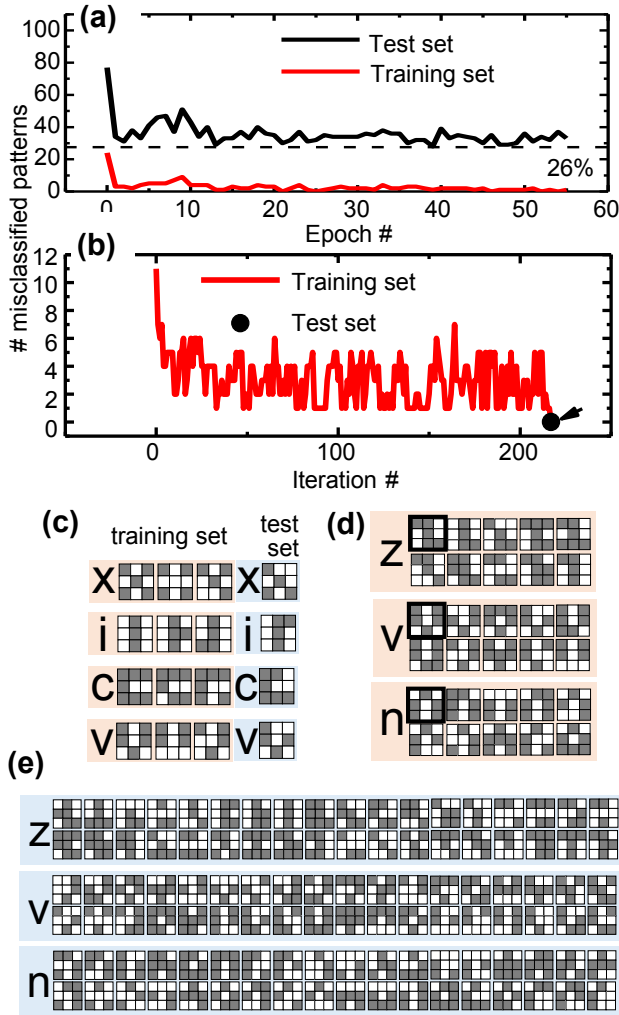 (a)
100
80
60
40
20
0
Test set
Training set
26%
0 10 20 30 40 50 60
Epoch #
# misclassified patterns
(b)
12
10
8
6
4
2
0
Training set
Test set
0 100 200
Iteration #
(c)
training set
test
set
x x
i i
c c
v v
(d)
z
v
n
(e)
z
v
n